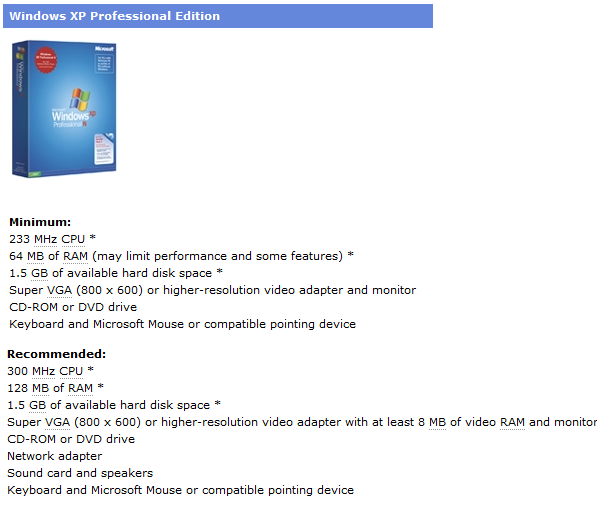 Windows XP Professional Edition
Microsoft
Windows
Microsoft
Windows xp
Professional N
Minimum:
233 MHz CPU *
64 MB of RAM (may limit performance and some features) *
1.5 GB of available hard disk space *
Super VGA (800 x 600) or higher-resolution video adapter and monitor
CD-ROM or DVD drive
Keyboard and Microsoft Mouse or compatible pointing device
Recommended:
300 MHz CPU *
128 MB of RAM *
1.5 GB of available hard disk space *
Super VGA (800 x 600) or higher-resolution video adapter with at least 8 MB of video RAM and monitor
CD-ROM or DVD drive
Network adapter
Sound card and speakers
Keyboard and Microsoft Mouse or compatible pointing device